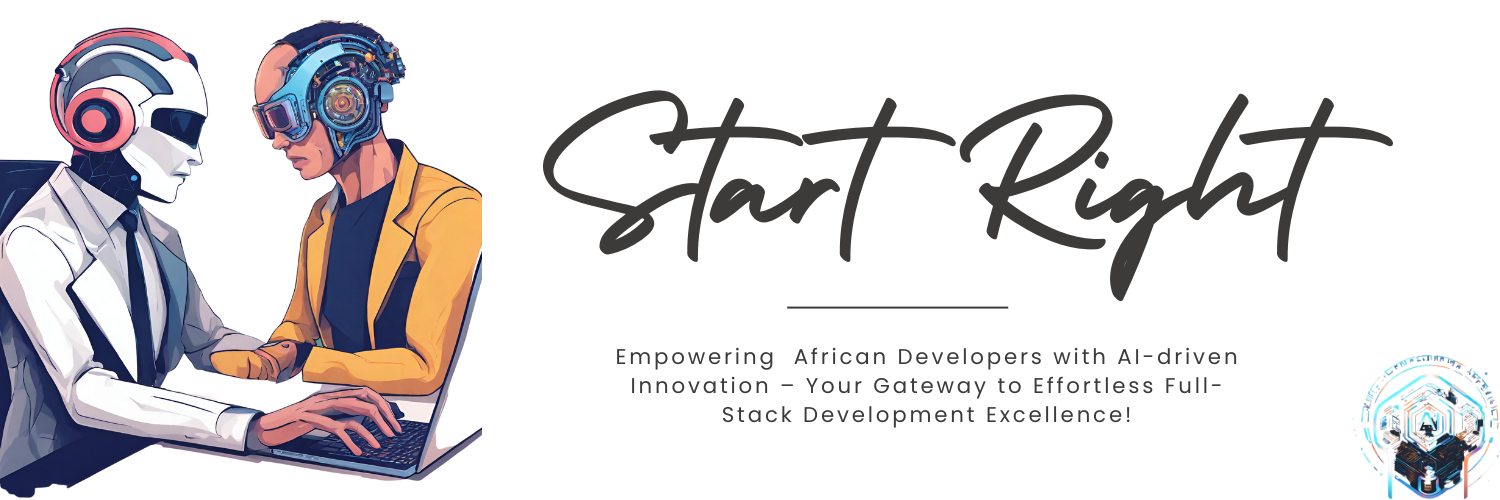 Start Right
Empowering African Developers with AI-driven
Innovation – Your Gateway to Effortless Full-
Stack Development Excellence!